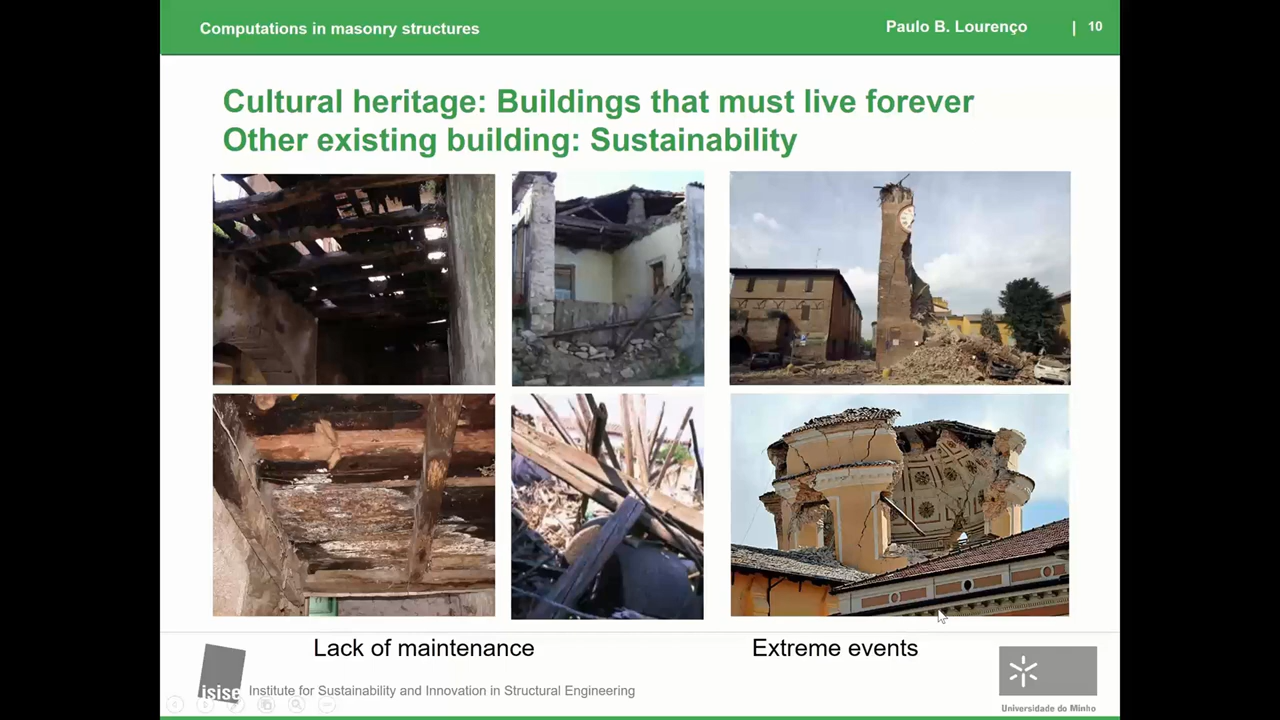 Computations in masonry structures
Paulo B. Lourenço
| 10
Cultural heritage: Buildings that must live forever
Other existing building: Sustainability
Lack of maintenance
Extreme events
isise
Institute for Sustainability and Innovation in Structural Engineering
Universidade do Minho